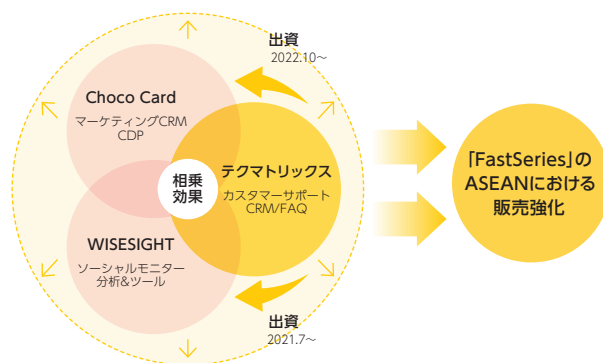 出資
2022.10～
Choco Card
マーケティングCRM
CDP
相乗
効果
テクマトリックス
カスタマーサポート
CRM/FAQ
WISESIGHT
ソーシャルモニター
分析&ツール
出資
2021.7～
「FastSeries」の
ASEANにおける
販売強化